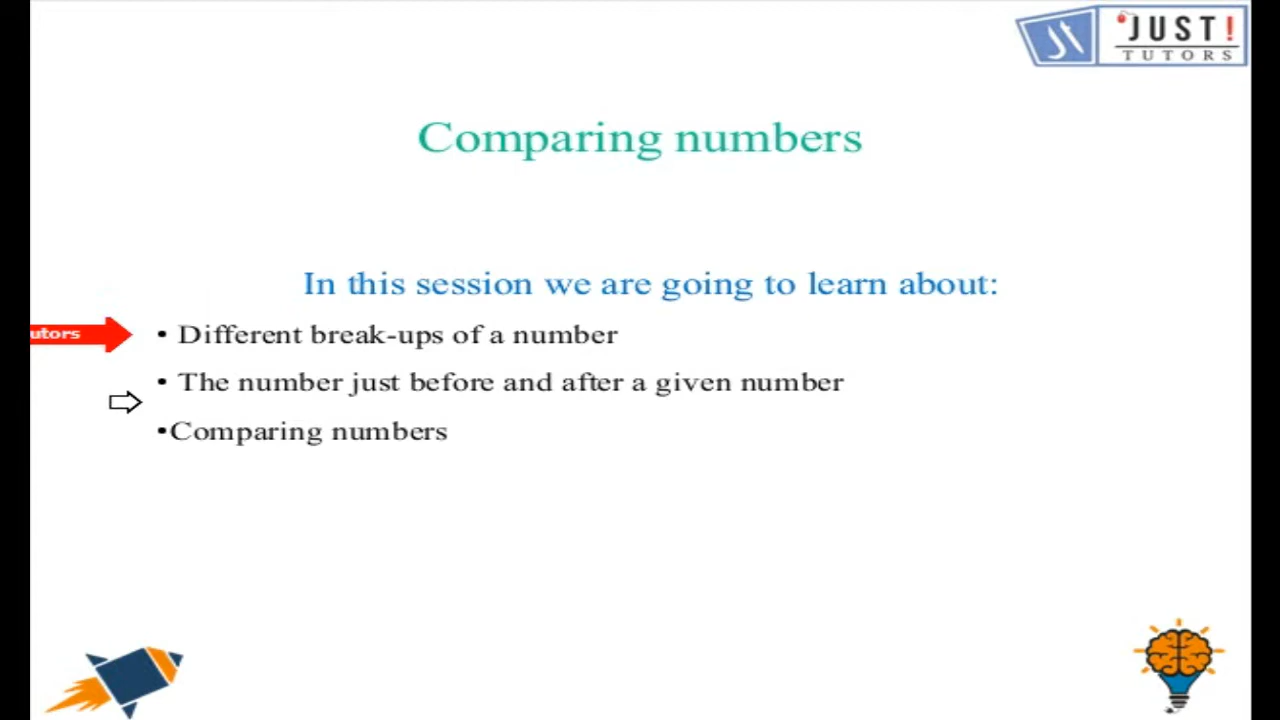 JUST!
TUTORS
Comparing numbers
In this session we are going to learn about:
utors
• Different break-ups of a number
• The number just before and after a given number
•Comparing numbers